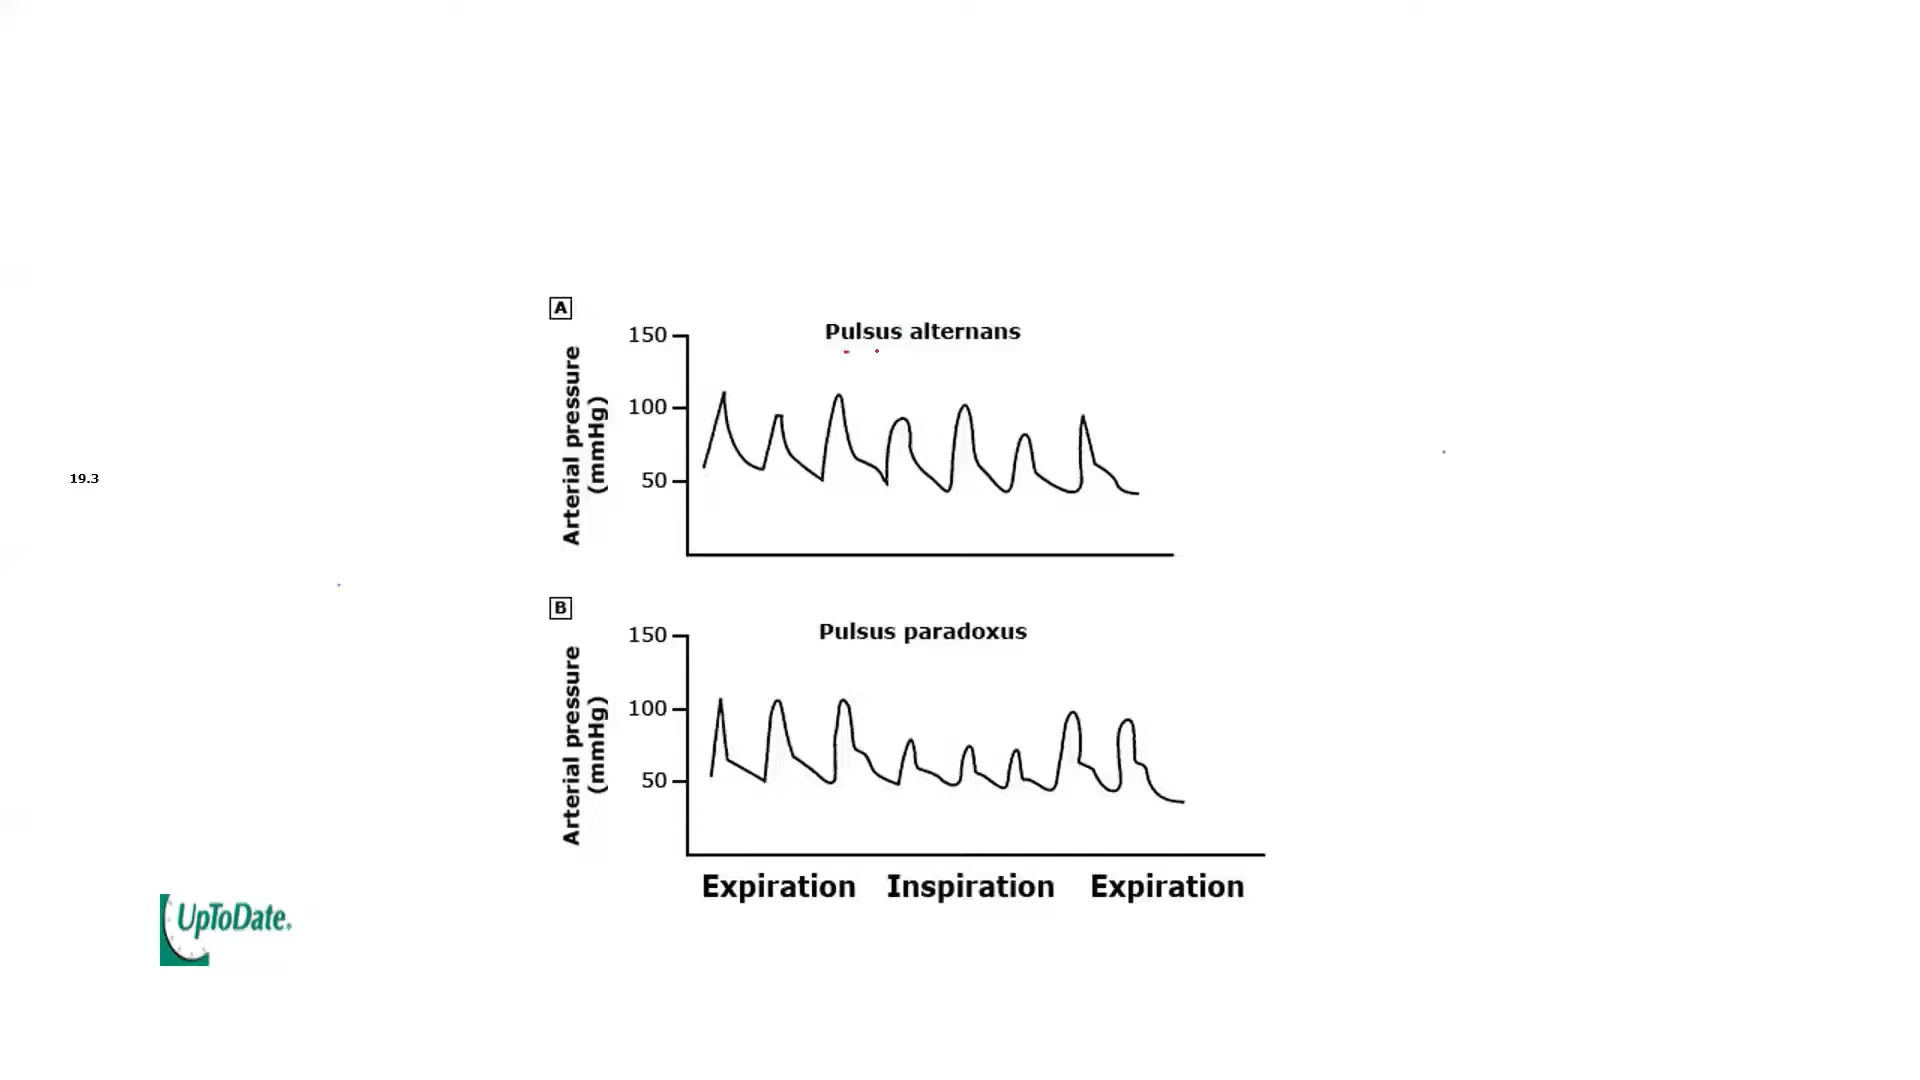 A
Pulsus alternans
150
100
50
Arterial pressure
(mmHg)
19.3
B
Pulsus paradoxus
150
100
50
Arterial pressure
(mmHg)
Expiration Inspiration Expiration
UpToDate®